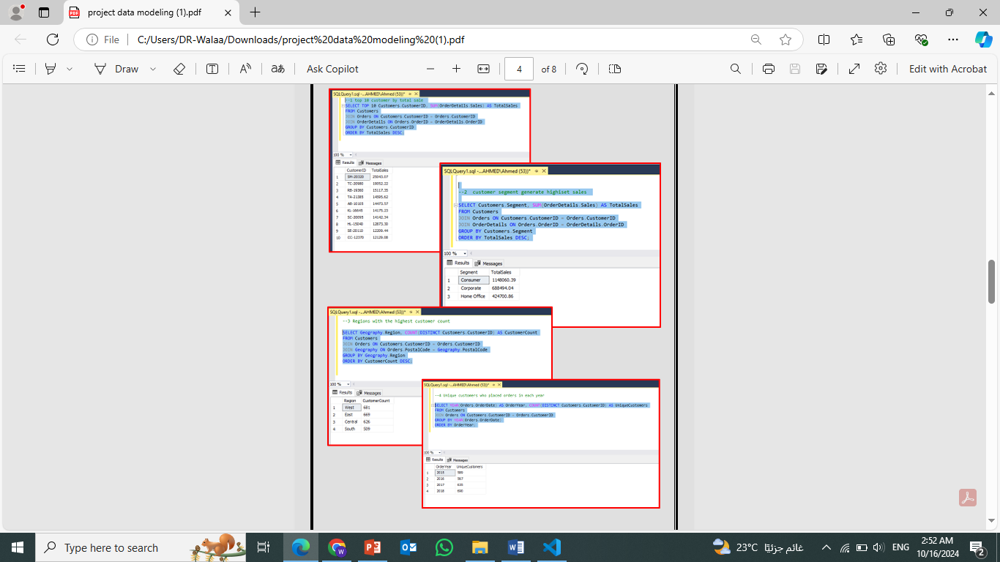 project data modeling (1).pdf
File
C:/Users/DR-Walaa/Downloads/project%20data%20modeling%20(1).pdf
Draw
Ask Copilot
4
of 8
Edit with Acrobat
SQLQuery1.sql -...AHMED\Ahmed (53))*
--1 top 10 customer by total sale
SELECT TOP 10 Customers.CustomerID, SUM(OrderDetails.Sales) AS TotalSales
FROM Customers
JOIN Orders ON Customers.CustomerID = Orders.CustomerID
JOIN OrderDetails ON Orders.OrderID = OrderDetails.OrderID
GROUP BY Customers.CustomerID
ORDER BY TotalSales DESC;
100 %
Results Messages
CustomerID TotalSales
1 SM-20320 25043.07
2 TC-20980 19052.22
3 RB-19360 15117.35
4 TA-21385 14595.62
5 AB-10105 14473.57
6 KL-16645 14175.23
7 SC-20095 14142.34
8 HL-15040 12873.30
9 SE-20110 12209.44
10 CC-12370 12129.08
SQLQuery1.sql -...AHMED\Ahmed (53))*
--2 customer segment generate highiset sales
SELECT Customers.Segment, SUM(OrderDetails.Sales) AS TotalSales
FROM Customers
JOIN Orders ON Customers.CustomerID = Orders.CustomerID
JOIN OrderDetails ON Orders.OrderID = OrderDetails.OrderID
GROUP BY Customers.Segment
ORDER BY TotalSales DESC;
100 %
Results Messages
Segment TotalSales
1 Consumer 1148060.39
2 Corporate 688494.04
3 Home Office 424700.86
SQLQuery1.sql -...AHMED\Ahmed (53))*
--3 Regions with the highest customer count
SELECT Geography.Region, COUNT(DISTINCT Customers.CustomerID) AS CustomerCount
FROM Customers
JOIN Orders ON Customers.CustomerID = Orders.CustomerID
JOIN Geography ON Orders.PostalCode = Geography.PostalCode
GROUP BY Geography.Region
ORDER BY CustomerCount DESC;
100 %
Results Messages
Region CustomerCount
1 West 681
2 East 669
3 Central 626
4 South 509
SQLQuery1.sql -...AHMED\Ahmed (53))*
--4 Unique customers who placed orders in each year
SELECT YEAR(Orders.OrderDate) AS OrderYear, COUNT(DISTINCT Customers.CustomerID) AS UniqueCustomers
FROM Customers
JOIN Orders ON Customers.CustomerID = Orders.CustomerID
GROUP BY YEAR(Orders.OrderDate)
ORDER BY OrderYear;
100 %
Results Messages
OrderYear UniqueCustomers
1 2015 589
2 2016 567
3 2017 635
4 2018 690
Type here to search
23°C غائم جزئيًا
ENG
2:52 AM
10/16/2024
2